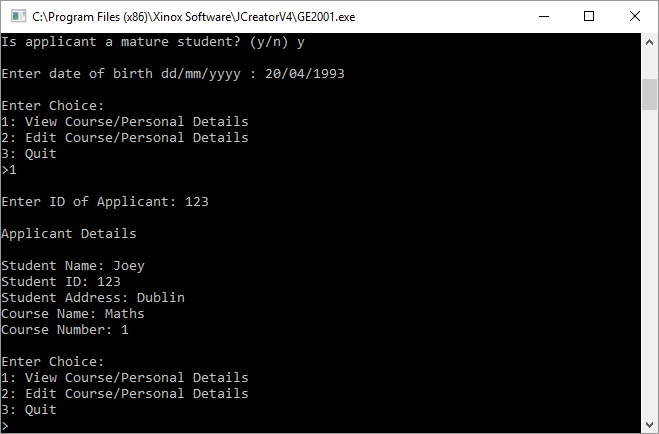 C:\Program Files (x86)\Xinox Software\JCreatorV4\GE2001.exe
Is applicant a mature student? (y/n) y
Enter date of birth dd/mm/yyyy : 20/04/1993
Enter Choice:
1: View Course/Personal Details
2: Edit Course/Personal Details
3: Quit
>1
Enter ID of Applicant: 123
Applicant Details
Student Name: Joey
Student ID: 123
Student Address: Dublin
Course Name: Maths
Course Number: 1
Enter Choice:
1: View Course/Personal Details
2: Edit Course/Personal Details
3: Quit
>